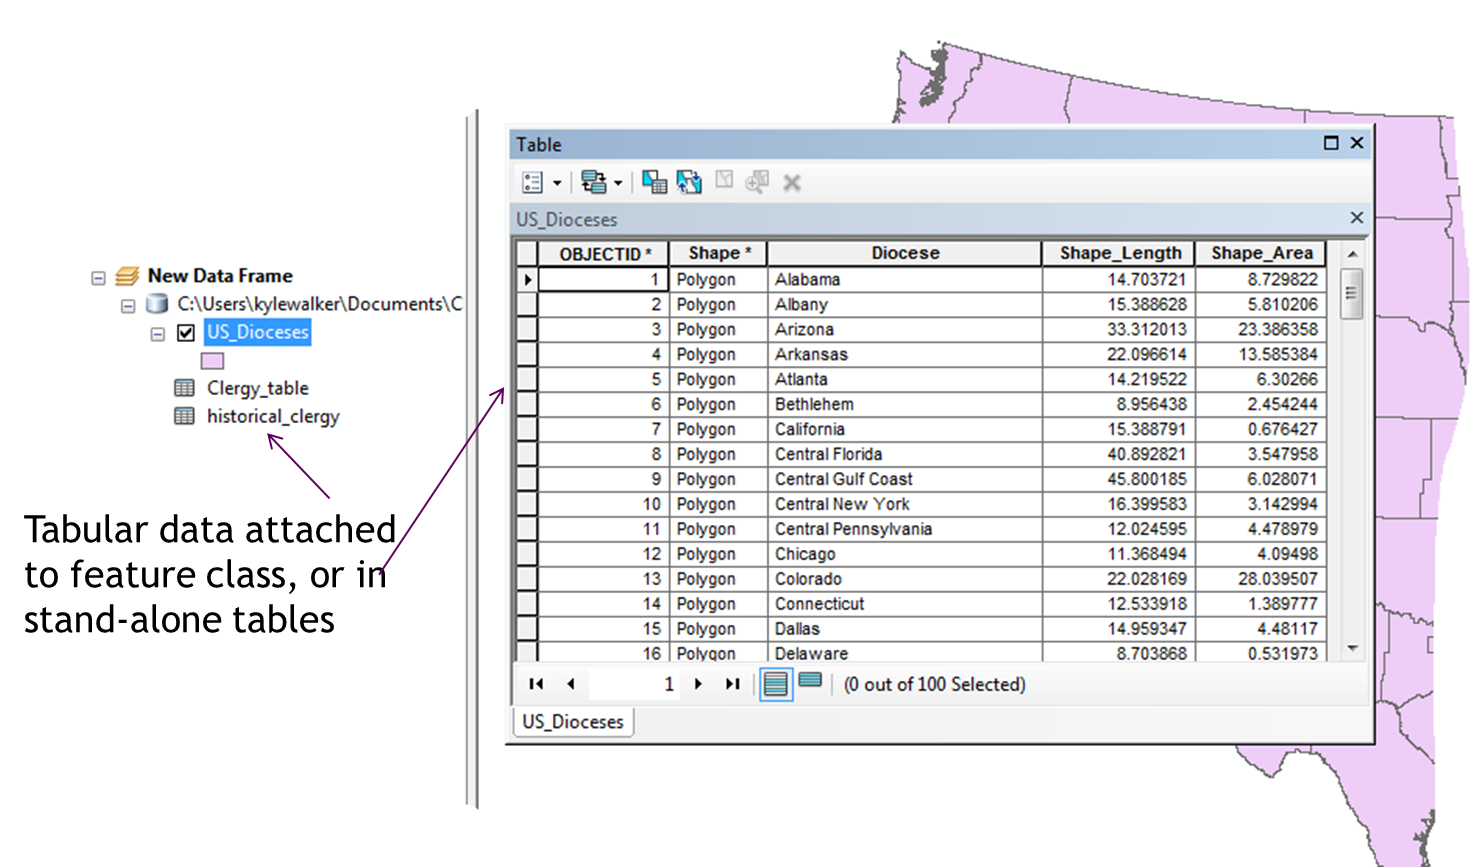 New Data Frame
C:\Users\kylewalker\Documents\C
US_Dioceses
Clergy_table
historical_clergy
Tabular data attached
to feature class, or in
stand-alone tables
Table
US_Dioceses
OBJECTID * Shape * Diocese Shape_Length Shape_Area
1 Polygon Alabama 14.703721 8.729822
2 Polygon Albany 15.388628 5.810206
3 Polygon Arizona 33.312013 23.386358
4 Polygon Arkansas 22.096614 13.585384
5 Polygon Atlanta 14.219522 6.30266
6 Polygon Bethlehem 8.956438 2.454244
7 Polygon California 15.388791 0.676427
8 Polygon Central Florida 40.892821 3.547958
9 Polygon Central Gulf Coast 45.800185 6.028071
10 Polygon Central New York 16.399583 3.142994
11 Polygon Central Pennsylvania 12.024595 4.478979
12 Polygon Chicago 11.368494 4.09498
13 Polygon Colorado 22.028169 28.039507
14 Polygon Connecticut 12.533918 1.389777
15 Polygon Dallas 14.959347 4.48117
16 Polygon Delaware 8.703868 0.531973
1 (0 out of 100 Selected)
US_Dioceses